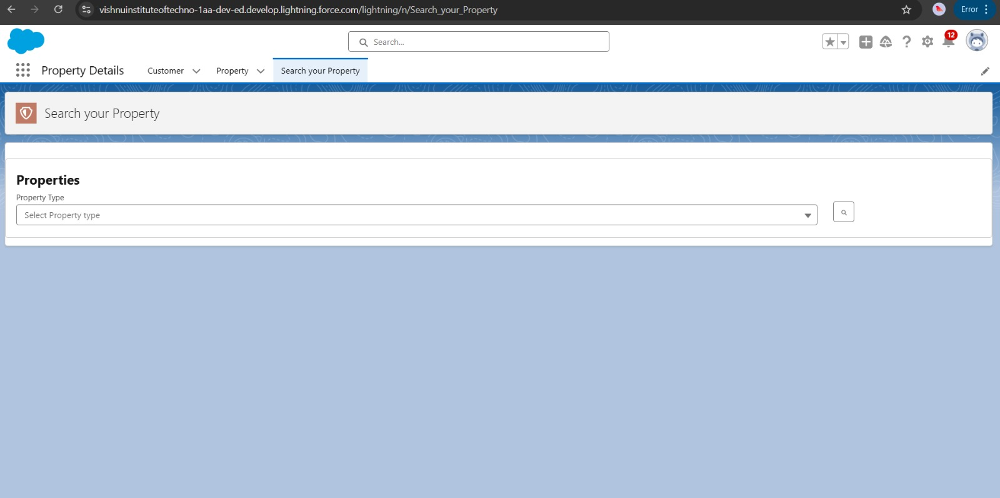 vishnuinstituteoftechno-1aa-dev-ed.develop.lightning.force.com/lightning/n/Search_your_Property
Error
Search...
12
Property Details Customer Property Search your Property
Search your Property
Properties
Property Type
Select Property type